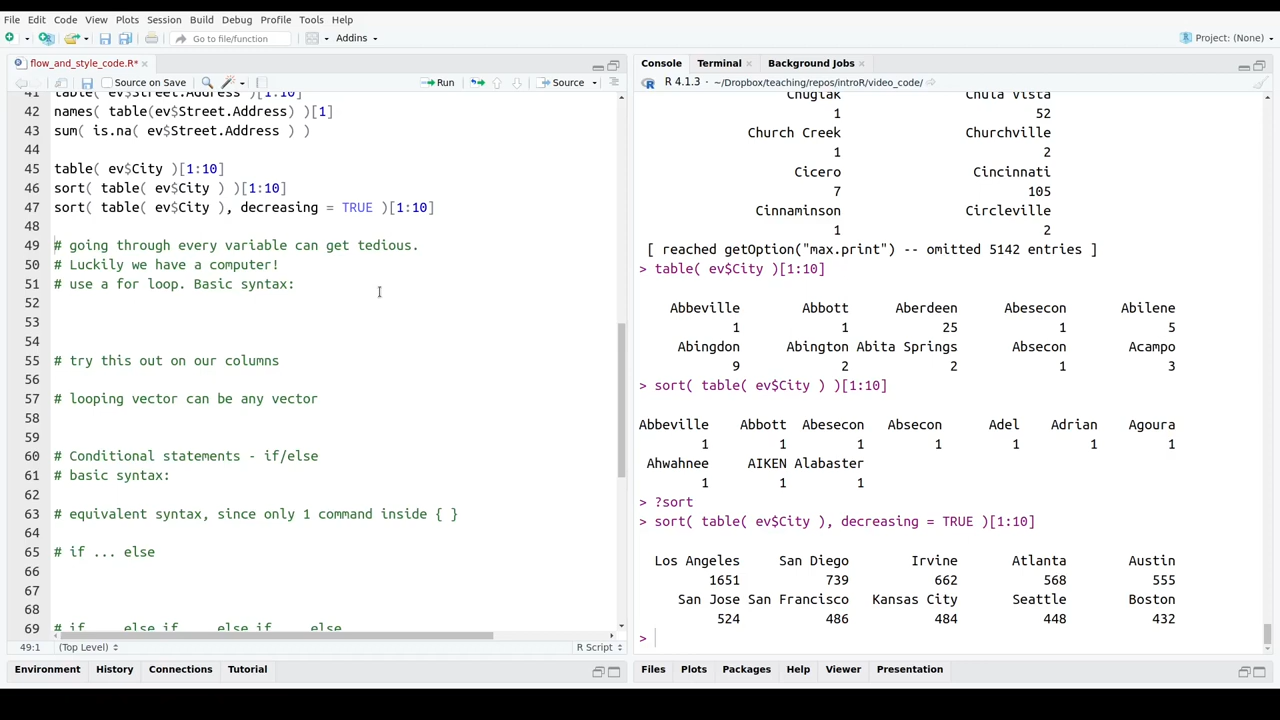 File Edit Code View Plots Session Build Debug Profile Tools Help
Go to file/function Addins Project: (None)
flow_and_style_code.R*
Source on Save Run Source
41 table( ev$Street.Address )[1:10]
42 names( table(ev$Street.Address) )[1]
43 sum( is.na( ev$Street.Address ) )
44
45 table( ev$City )[1:10]
46 sort( table( ev$City ) )[1:10]
47 sort( table( ev$City ), decreasing = TRUE )[1:10]
48
49 # going through every variable can get tedious.
50 # Luckily we have a computer!
51 # use a for loop. Basic syntax:
52
53
54
55 # try this out on our columns
56
57 # looping vector can be any vector
58
59
60 # Conditional statements - if/else
61 # basic syntax:
62
63 # equivalent syntax, since only 1 command inside { }
64
65 # if ... else
66
67
68
69 # if ... else if ... else if ... else
49:1 (Top Level) R Script
Environment History Connections Tutorial
Console Terminal Background Jobs
R 4.1.3 · ~/Dropbox/teaching/repos/introR/video_code/
Chugiak Chula Vista
1 52
Church Creek Churchville
1 2
Cicero Cincinnati
7 105
Cinnaminson Circleville
1 2
[ reached getOption("max.print") -- omitted 5142 entries ]
> table( ev$City )[1:10]
Abbeville Abbott Aberdeen Abesecon Abilene
1 1 25 1 5
Abingdon Abington Abita Springs Absecon Acampo
9 2 2 1 3
> sort( table( ev$City ) )[1:10]
Abbeville Abbott Abesecon Absecon Adel Adrian Agoura
1 1 1 1 1 1 1
Ahwahnee AIKEN Alabaster
1 1 1
> ?sort
> sort( table( ev$City ), decreasing = TRUE )[1:10]
Los Angeles San Diego Irvine Atlanta Austin
1651 739 662 568 555
San Jose San Francisco Kansas City Seattle Boston
524 486 484 448 432
>
Files Plots Packages Help Viewer Presentation